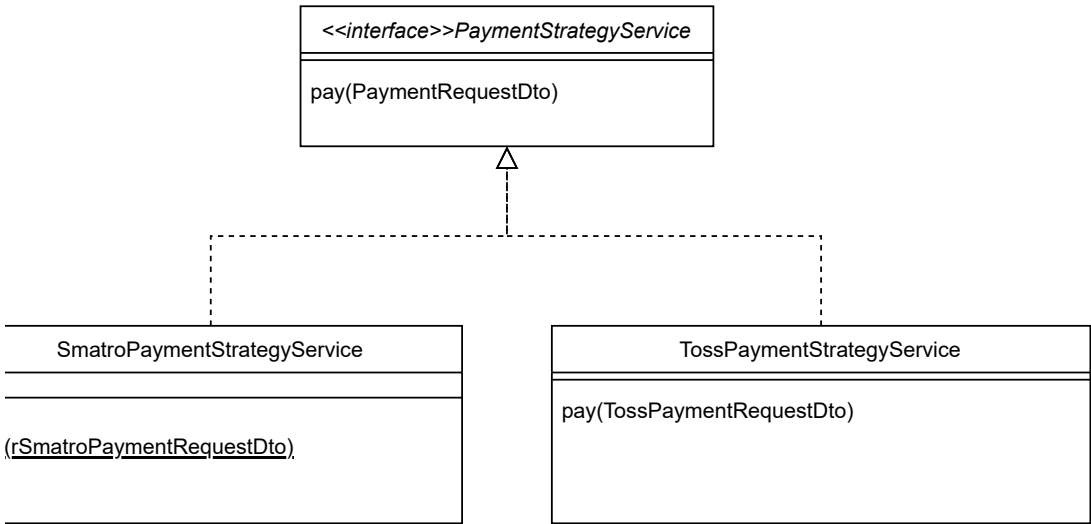 <<interface>>PaymentStrategyService
pay(PaymentRequestDto)
SmatroPaymentStrategyService
TossPaymentStrategyService
(rSmatroPaymentRequestDto)
pay(TossPaymentRequestDto)